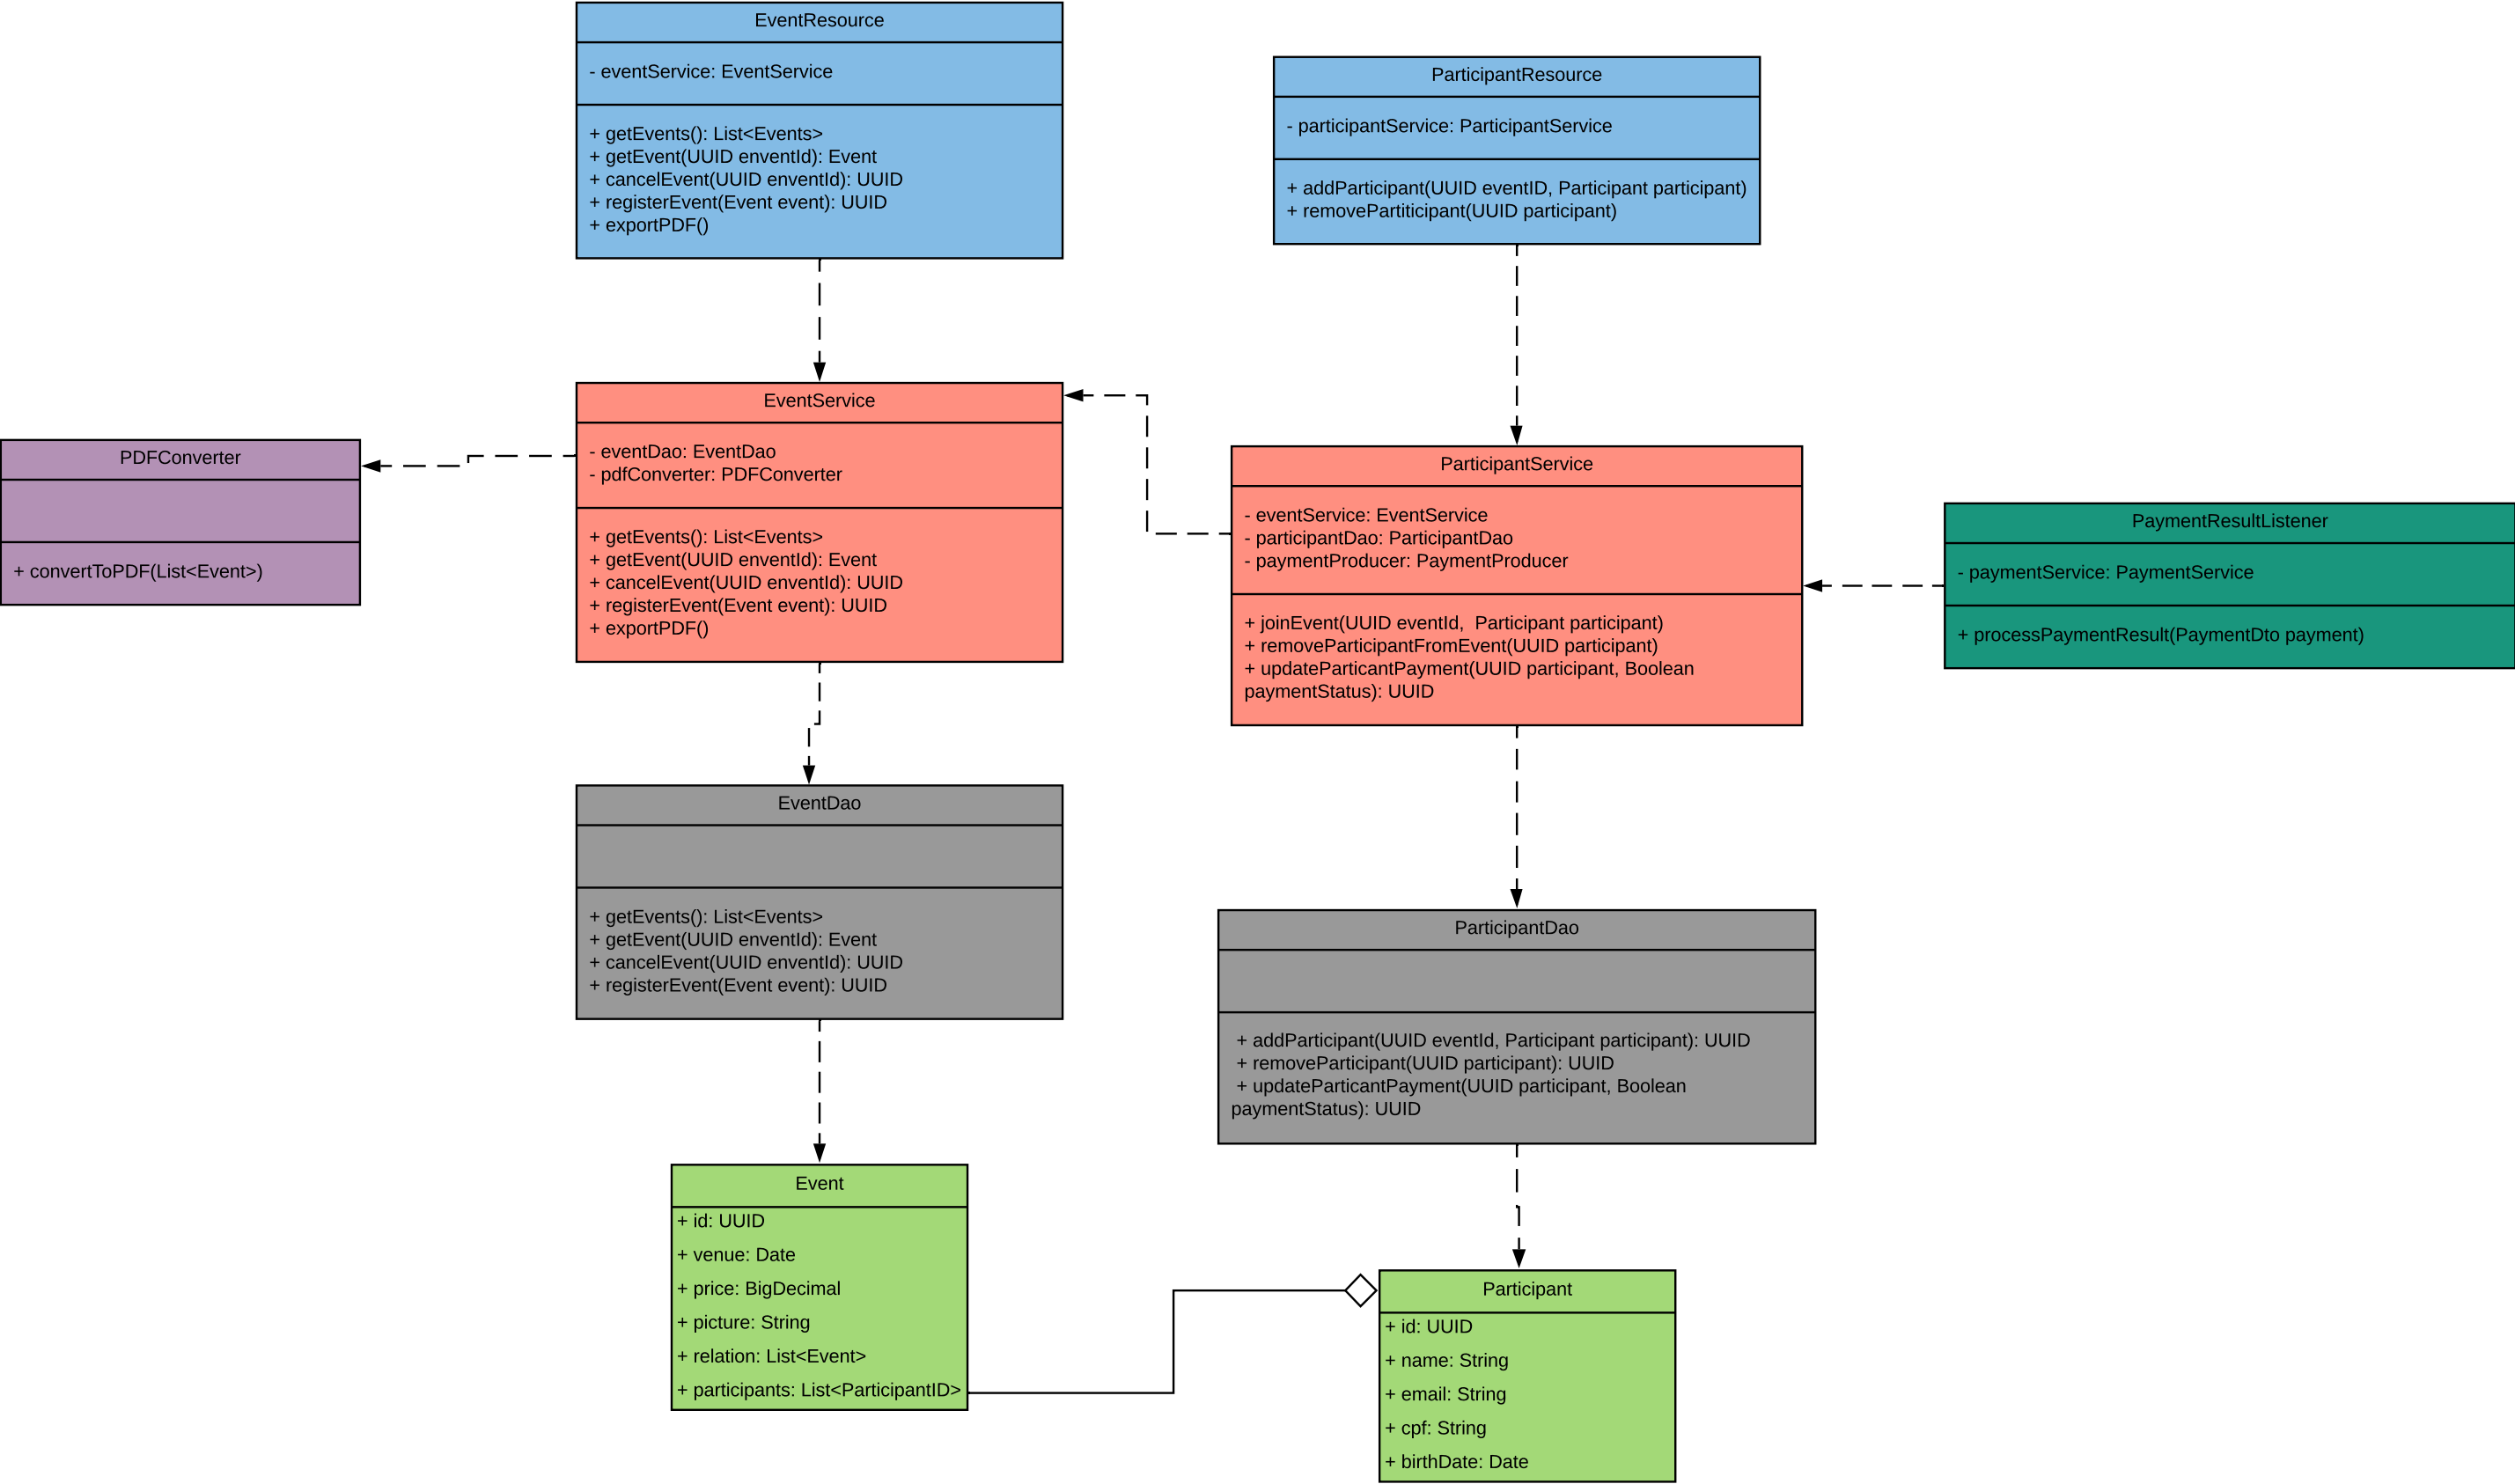 EventResource
- eventService: EventService
+ getEvents(): List<Events>
+ getEvent(UUID enventId): Event
+ cancelEvent(UUID enventId): UUID
+ registerEvent(Event event): UUID
+ exportPDF()
ParticipantResource
- participantService: ParticipantService
+ addParticipant(UUID eventID, Participant participant)
+ removePartiticipant(UUID participant)
EventService
- eventDao: EventDao
- pdfConverter: PDFConverter
+ getEvents(): List<Events>
+ getEvent(UUID enventId): Event
+ cancelEvent(UUID enventId): UUID
+ registerEvent(Event event): UUID
+ exportPDF()
PDFConverter
+ convertToPDF(List<Event>)
ParticipantService
- eventService: EventService
- participantDao: ParticipantDao
- paymentProducer: PaymentProducer
+ joinEvent(UUID eventId,  Participant participant)
+ removeParticipantFromEvent(UUID participant)
+ updateParticantPayment(UUID participant, Boolean
paymentStatus): UUID
PaymentResultListener
- paymentService: PaymentService
+ processPaymentResult(PaymentDto payment)
EventDao
+ getEvents(): List<Events>
+ getEvent(UUID enventId): Event
+ cancelEvent(UUID enventId): UUID
+ registerEvent(Event event): UUID
ParticipantDao
+ addParticipant(UUID eventId, Participant participant): UUID
+ removeParticipant(UUID participant): UUID
+ updateParticantPayment(UUID participant, Boolean
paymentStatus): UUID
Event
+ id: UUID
+ venue: Date
+ price: BigDecimal
+ picture: String
+ relation: List<Event>
+ participants: List<ParticipantID>
Participant
+ id: UUID
+ name: String
+ email: String
+ cpf: String
+ birthDate: Date